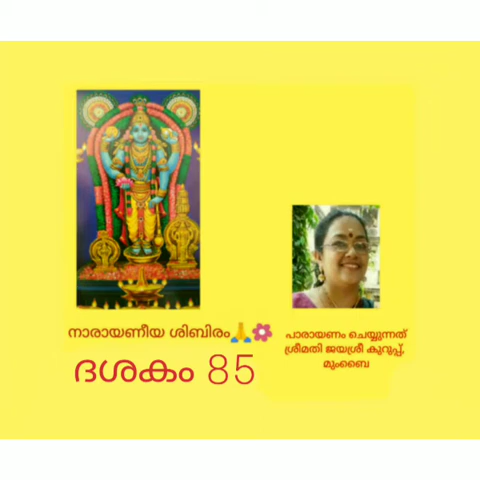 നാരായണീയ ശിബിരം🙏🌸
ദശകം 85
പാരായണം ചെയ്യുന്നത്
ശ്രീമതി ജയശ്രീ കുറുപ്പ്,
മുംബൈ